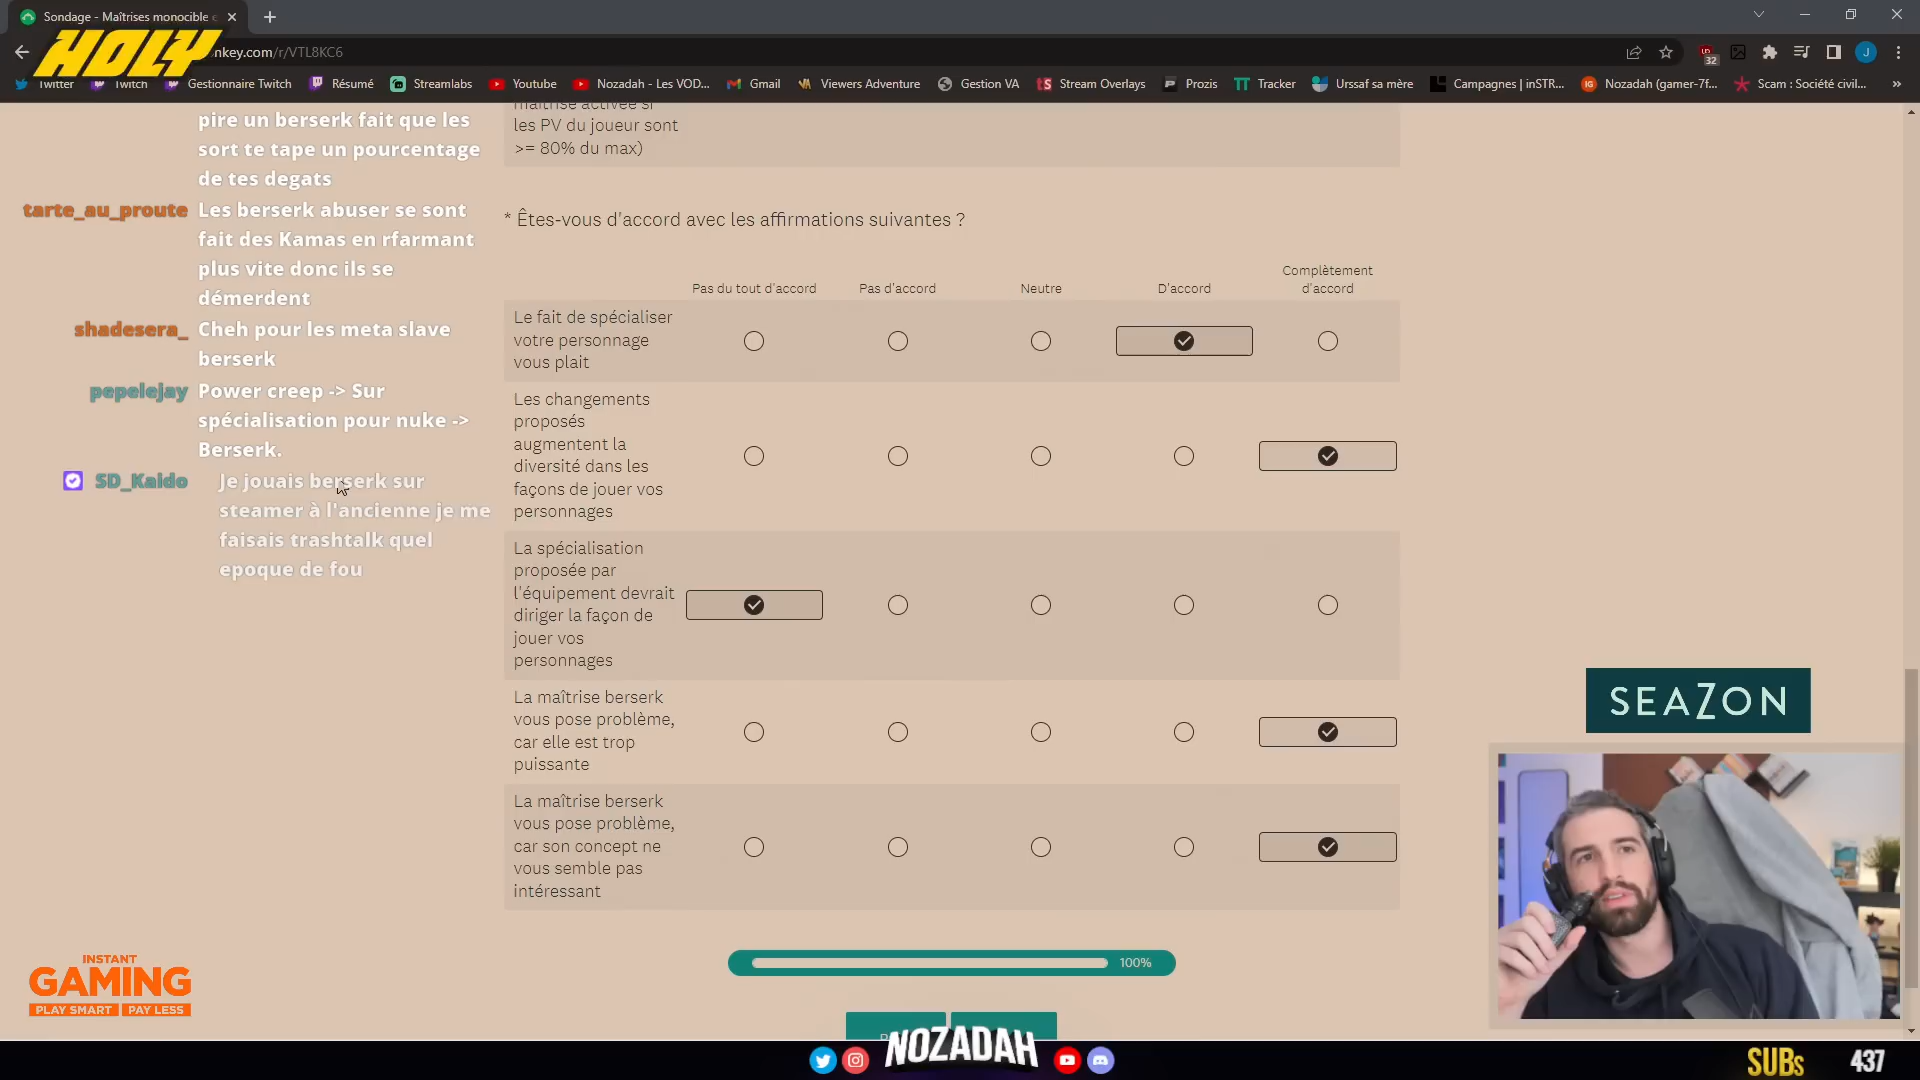 Sondage - Maîtrises monocible e
HOLY
nkey.com/r/VTL8KC6
32
J
Twitter
Twitch
Gestionnaire Twitch
Résumé
Streamlabs
Youtube
Nozadah - Les VOD...
Gmail
Viewers Adventure
Gestion VA
Stream Overlays
Prozis
Tracker
Urssaf sa mère
Campagnes | inSTR...
Nozadah (gamer-7f...
Scam : Société civil...
pire un berserk fait que les
sort te tape un pourcentage
de tes degats
tarte_au_proute Les berserk abuser se sont
fait des Kamas en rfarmant
plus vite donc ils se
démerdent
shadesera_ Cheh pour les meta slave
berserk
pepelejay Power creep -> Sur
spécialisation pour nuke ->
Berserk.
SD_Kaido Je jouais berserk sur
steamer à l'ancienne je me
faisais trashtalk quel
epoque de fou
maîtrise activée si
les PV du joueur sont
>= 80% du max)
* Êtes-vous d'accord avec les affirmations suivantes ?
Pas du tout d'accord
Pas d'accord
Neutre
D'accord
Complètement
d'accord
Le fait de spécialiser
votre personnage
vous plait
Les changements
proposés
augmentent la
diversité dans les
façons de jouer vos
personnages
La spécialisation
proposée par
l'équipement devrait
diriger la façon de
jouer vos
personnages
La maîtrise berserk
vous pose problème,
car elle est trop
puissante
La maîtrise berserk
vous pose problème,
car son concept ne
vous semble pas
intéressant
100%
SEAZON
INSTANT
GAMING
PLAY SMART
PAY LESS
NOZADAH
SUBs
437